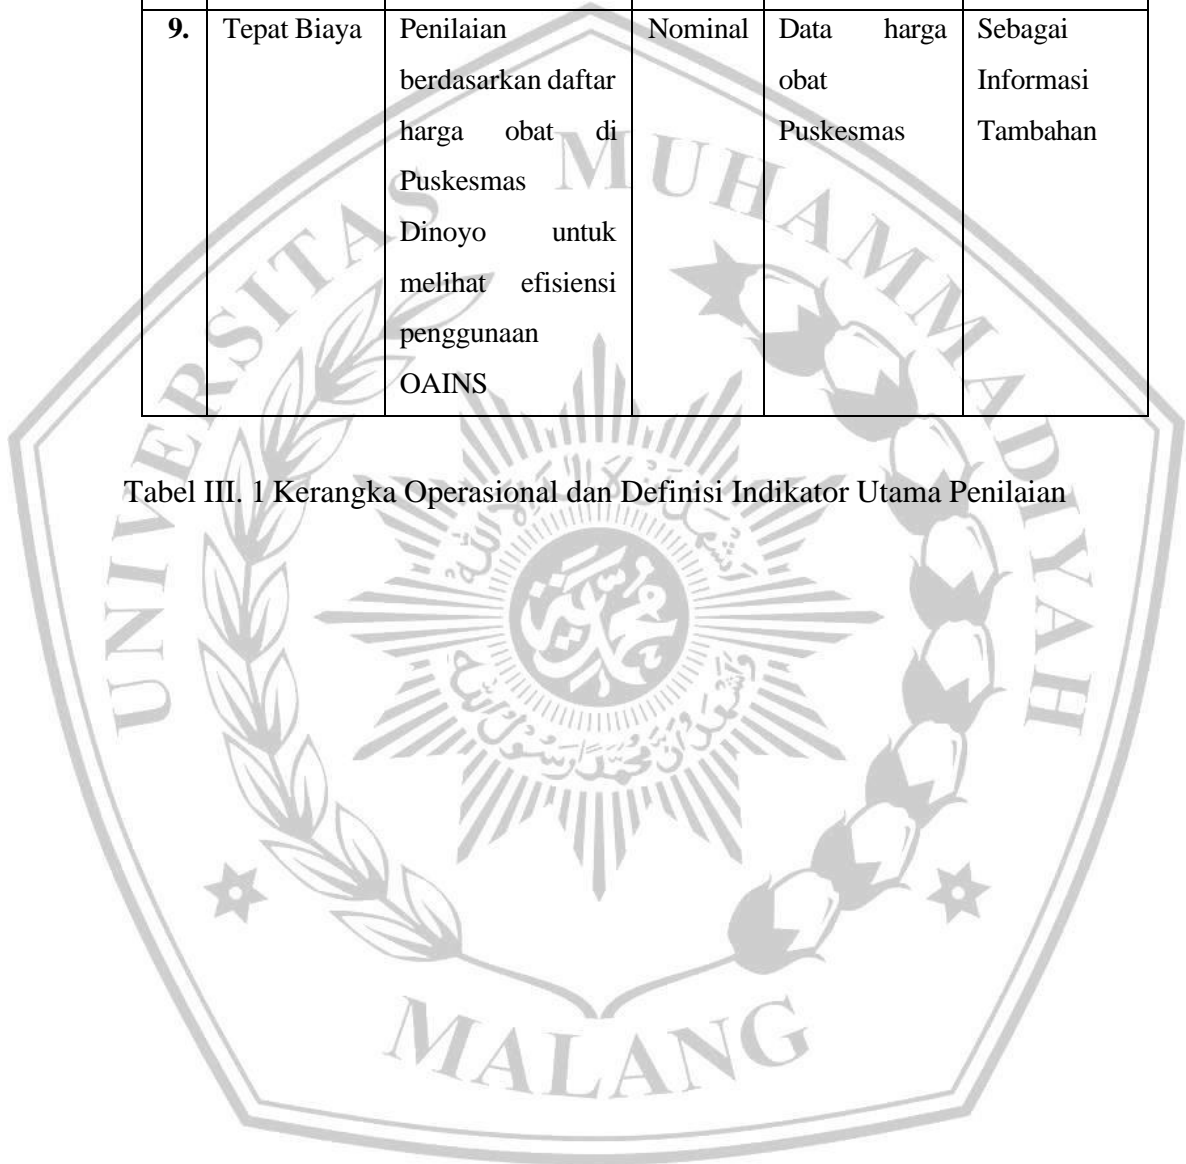 9. Tepat Biaya Penilaian Nominal Data harga Sebagai
berdasarkan daftar obat Informasi
harga obat di Puskesmas Tambahan
Puskesmas
Dinoyo untuk
melihat efisiensi
penggunaan
OAINS
Tabel III. 1 Kerangka Operasional dan Definisi Indikator Utama Penilaian
UNIVERSITAS MUHAMMADIYAH
MALANG